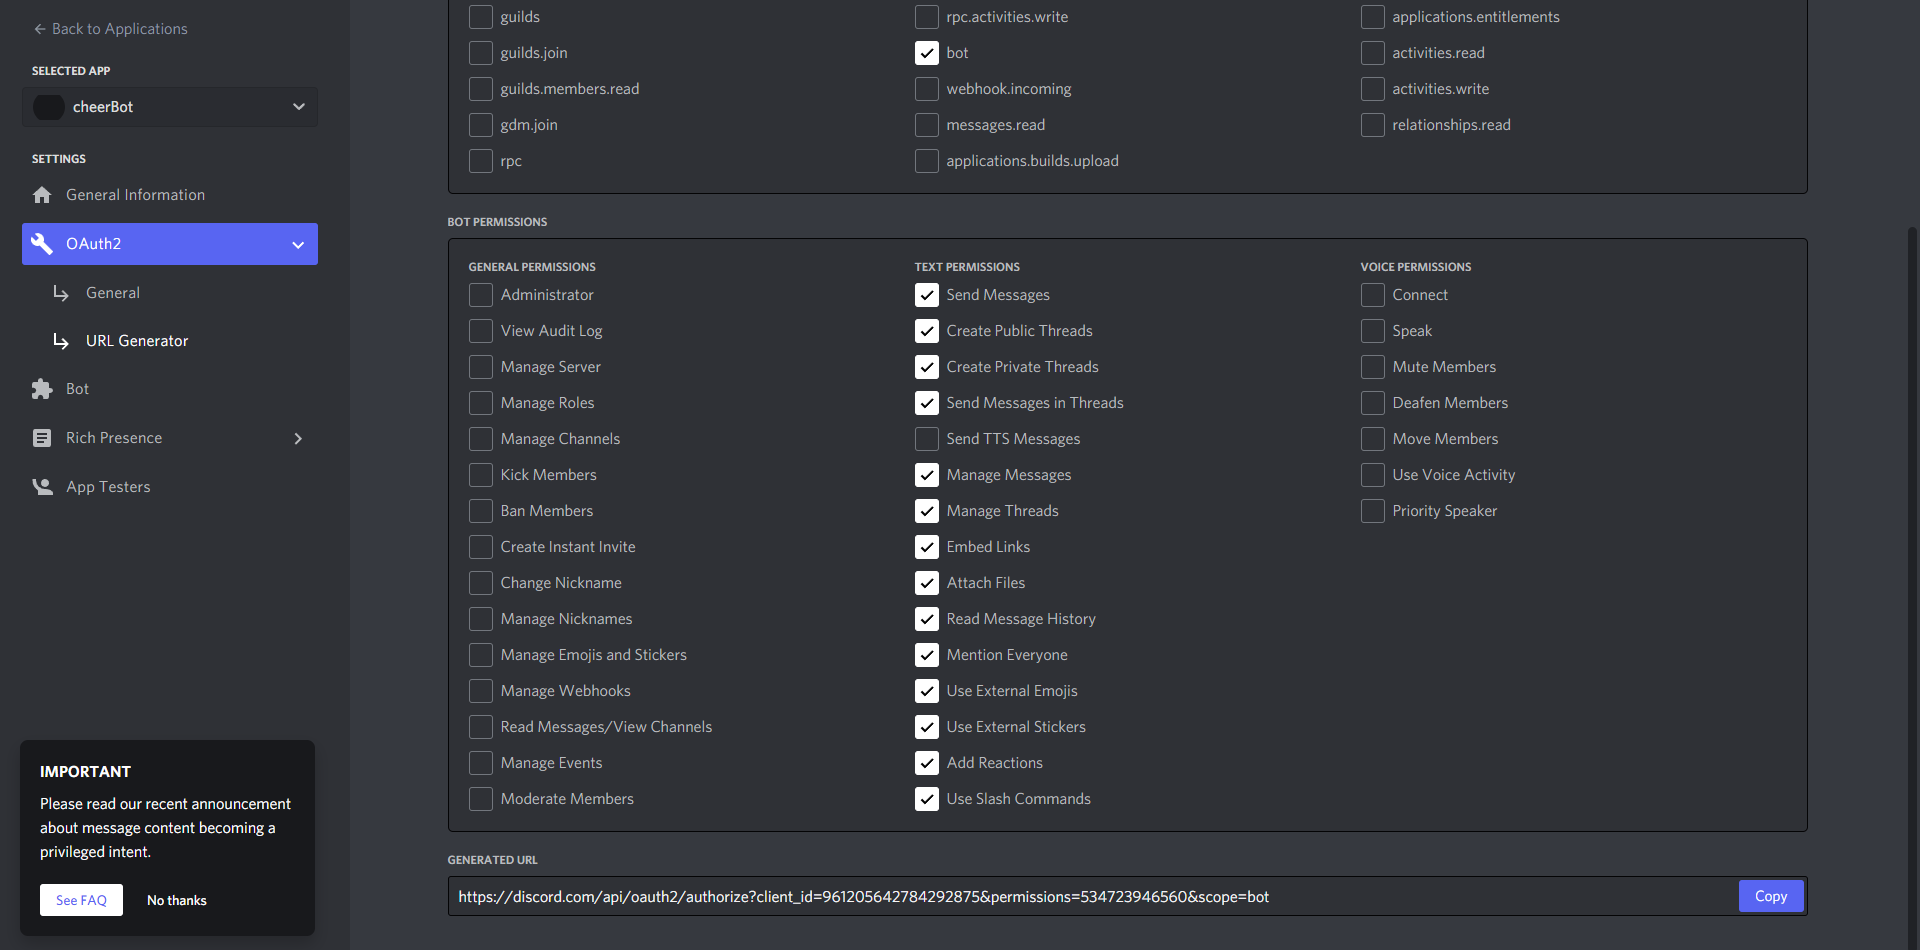 Back to Applications
SELECTED APP
cheerBot
SETTINGS
General Information
OAuth2
General
URL Generator
Bot
Rich Presence
App Testers
IMPORTANT
Please read our recent announcement
about message content becoming a
privileged intent.
See FAQ
No thanks
guilds
guilds.join
guilds.members.read
gdm.join
rpc
rpc.activities.write
bot
webhook.incoming
messages.read
applications.builds.upload
applications.entitlements
activities.read
activities.write
relationships.read
BOT PERMISSIONS
GENERAL PERMISSIONS
Administrator
View Audit Log
Manage Server
Manage Roles
Manage Channels
Kick Members
Ban Members
Create Instant Invite
Change Nickname
Manage Nicknames
Manage Emojis and Stickers
Manage Webhooks
Read Messages/View Channels
Manage Events
Moderate Members
TEXT PERMISSIONS
Send Messages
Create Public Threads
Create Private Threads
Send Messages in Threads
Send TTS Messages
Manage Messages
Manage Threads
Embed Links
Attach Files
Read Message History
Mention Everyone
Use External Emojis
Use External Stickers
Add Reactions
Use Slash Commands
VOICE PERMISSIONS
Connect
Speak
Mute Members
Deafen Members
Move Members
Use Voice Activity
Priority Speaker
GENERATED URL
https://discord.com/api/oauth2/authorize?client_id=961205642784292875&permissions=534723946560&scope=bot
Copy